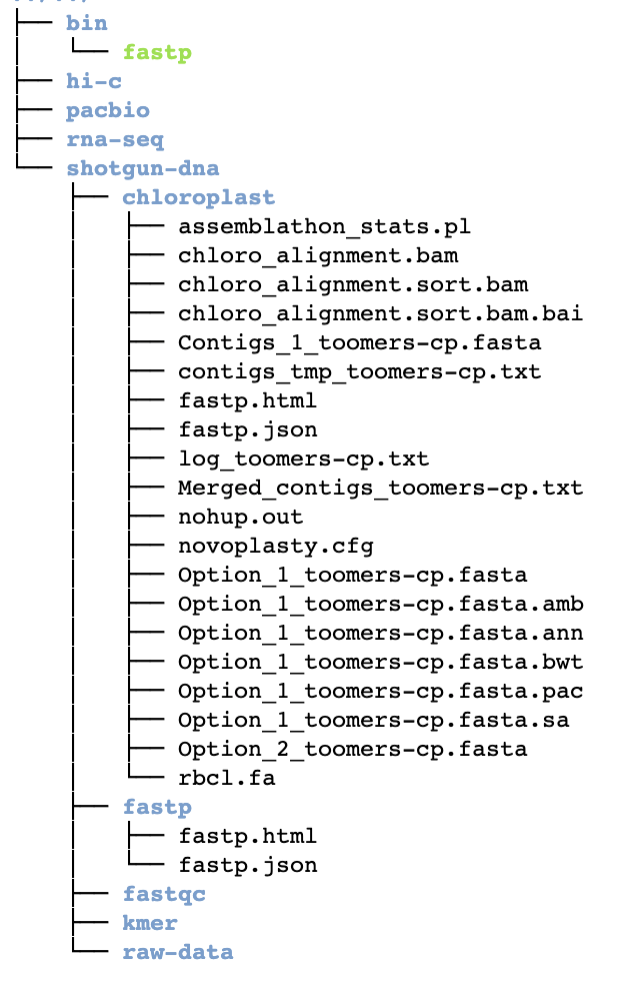 bin
fastp
hi-c
pacbio
rna-seq
shotgun-dna
chloroplast
assemblathon_stats.pl
chloro_alignment.bam
chloro_alignment.sort.bam
chloro_alignment.sort.bam.bai
Contigs_1_toomers-cp.fasta
contigs_tmp_toomers-cp.txt
fastp.html
fastp.json
log_toomers-cp.txt
Merged_contigs_toomers-cp.txt
nohup.out
novoplasty.cfg
Option_1_toomers-cp.fasta
Option_1_toomers-cp.fasta.amb
Option_1_toomers-cp.fasta.ann
Option_1_toomers-cp.fasta.bwt
Option_1_toomers-cp.fasta.pac
Option_1_toomers-cp.fasta.sa
Option_2_toomers-cp.fasta
rbcl.fa
fastp
fastp.html
fastp.json
fastqc
kmer
raw-data